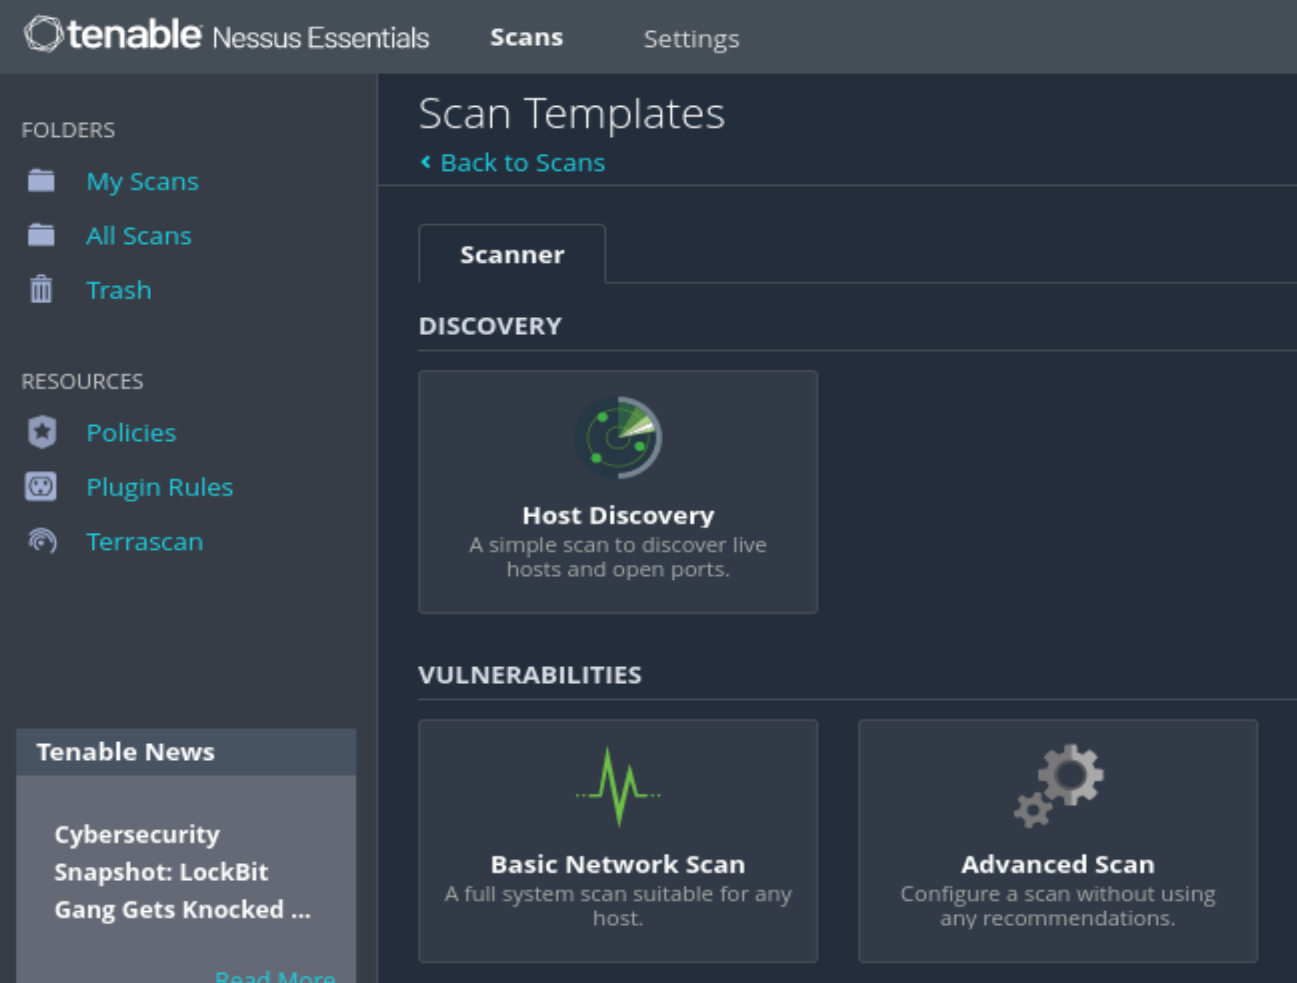 tenable Nessus Essentials
Scans
Settings
FOLDERS
My Scans
All Scans
Trash
RESOURCES
Policies
Plugin Rules
Terrascan
Tenable News
Cybersecurity
Snapshot: LockBit
Gang Gets Knocked ...
Read More
Scan Templates
Back to Scans
Scanner
DISCOVERY
Host Discovery
A simple scan to discover live
hosts and open ports.
VULNERABILITIES
Basic Network Scan
A full system scan suitable for any
host.
Advanced Scan
Configure a scan without using
any recommendations.